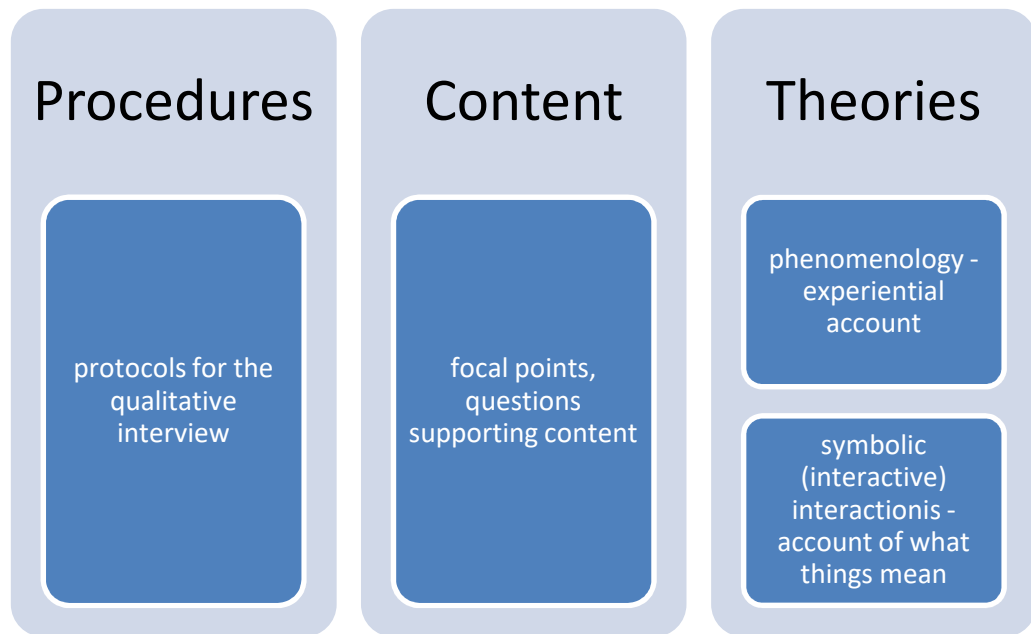 Procedures
protocols for the
qualitative
interview
Content
focal points,
questions
supporting content
Theories
phenomenology -
experiential
account
symbolic
(interactive)
interactionis -
account of what
things mean